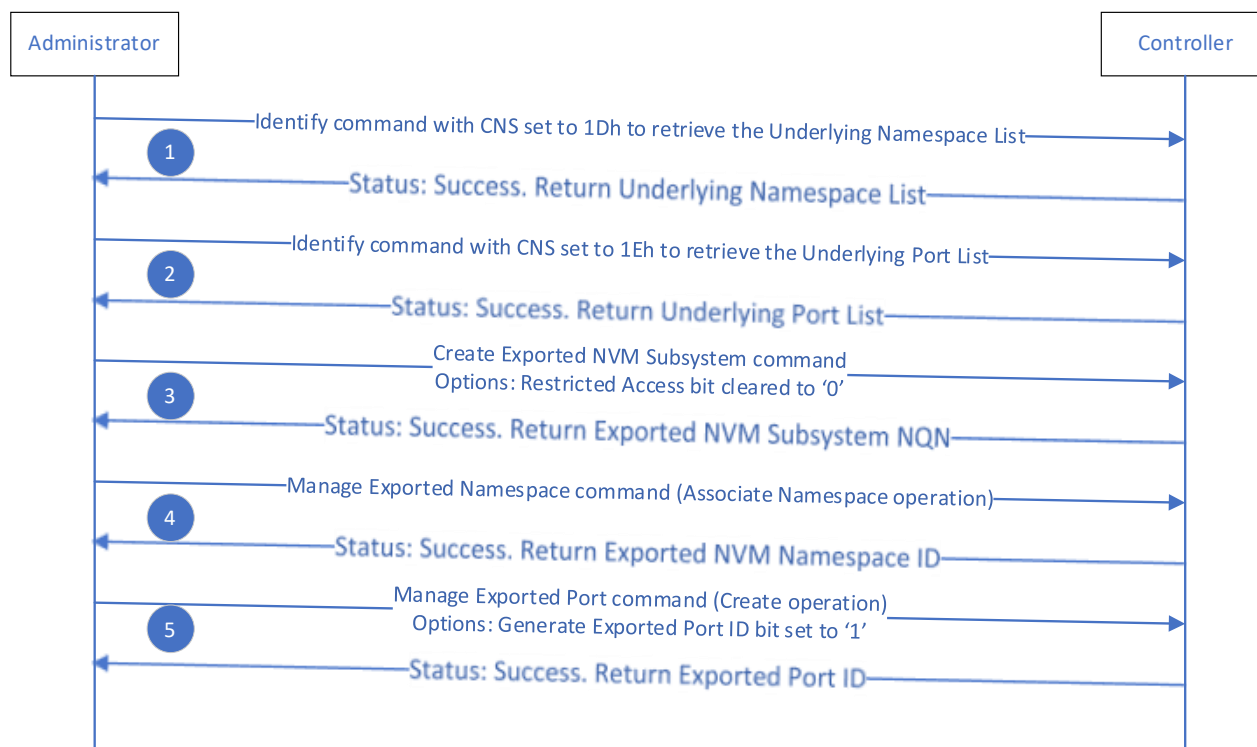 Administrator
Controller
Identify command with CNS set to 1Dh to retrieve the Underlying Namespace List
1
Status: Success. Return Underlying Namespace List
Identify command with CNS set to 1Eh to retrieve the Underlying Port List
2
Status: Success. Return Underlying Port List
Create Exported NVM Subsystem command
Options: Restricted Access bit cleared to ‘0’
3
Status: Success. Return Exported NVM Subsystem NQN
Manage Exported Namespace command (Associate Namespace operation)
4
Status: Success. Return Exported NVM Namespace ID
Manage Exported Port command (Create operation)
Options: Generate Exported Port ID bit set to ‘1’
5
Status: Success. Return Exported Port ID